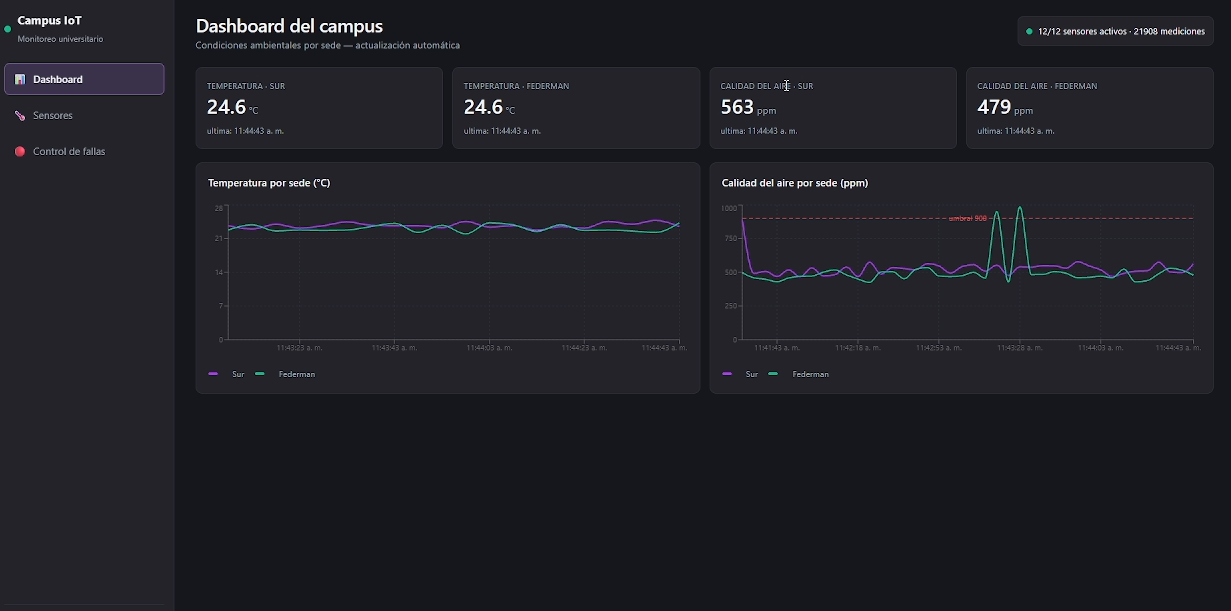 Campus IoT
Monitoreo universitario
Dashboard
Sensores
Control de fallas
Dashboard del campus
Condiciones ambientales por sede — actualización automática
12/12 sensores activos · 21908 mediciones
TEMPERATURA · SUR
24.6 °C
ultima: 11:44:43 a. m.
TEMPERATURA · FEDERMAN
24.6 °C
ultima: 11:44:43 a. m.
CALIDAD DEL AIRE · SUR
563 ppm
ultima: 11:44:43 a. m.
CALIDAD DEL AIRE · FEDERMAN
479 ppm
ultima: 11:44:43 a. m.
Temperatura por sede (°C)
28
21
14
7
0
11:43:23 a. m.
11:43:43 a. m.
11:44:03 a. m.
11:44:23 a. m.
11:44:43 a. m.
Sur
Federman
Calidad del aire por sede (ppm)
1000
umbral 900
750
500
250
0
11:41:43 a. m.
11:42:18 a. m.
11:42:53 a. m.
11:43:28 a. m.
11:44:03 a. m.
11:44:43 a. m.
Sur
Federman